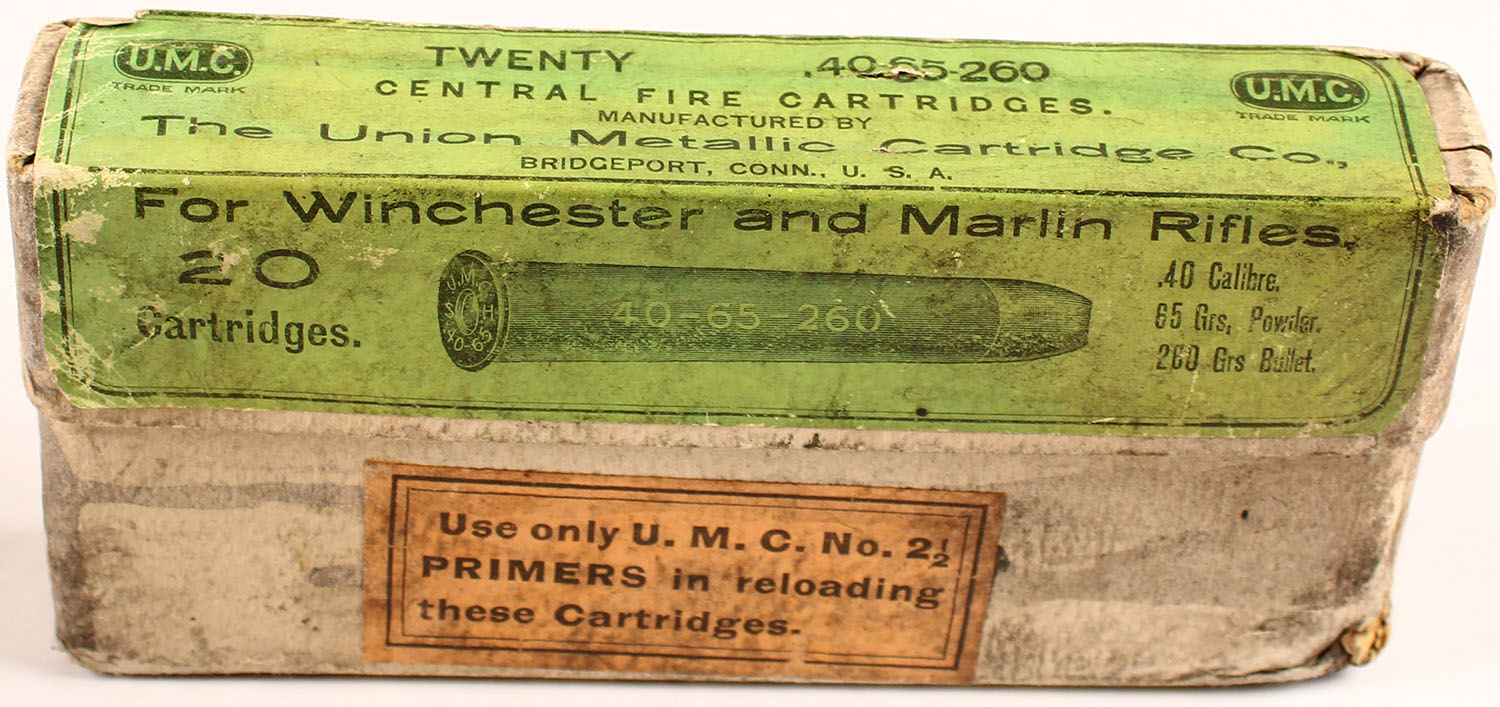 U.M.C.
TRADE MARK
TWENTY .40-65-260
CENTRAL FIRE CARTRIDGES.
MANUFACTURED BY
The Union Metallic Cartridge Co.,
BRIDGEPORT, CONN., U. S. A.
U.M.C.
TRADE MARK
For Winchester and Marlin Rifles.
20
Cartridges.
U.M.C.
S H
40-65
40-65 260
.40 Calibre.
65 Grs, Powder.
260 Grs Bullet.
Use only U. M. C. No. 2½
PRIMERS in reloading
these Cartridges.